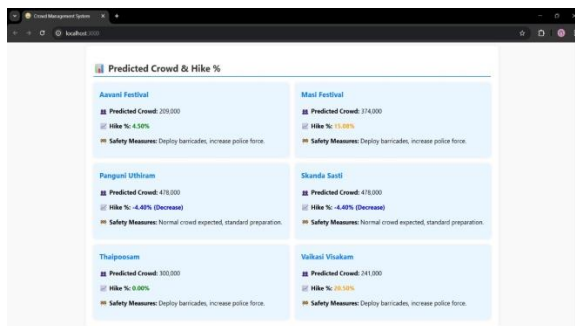 Crowd Management System
localhost:3000
Predicted Crowd & Hike %
Aavani Festival
Predicted Crowd: 209,000
Hike %: 4.50%
Safety Measures: Deploy barricades, increase police force.
Masi Festival
Predicted Crowd: 374,000
Hike %: 15.00%
Safety Measures: Deploy barricades, increase police force.
Panguni Uthiram
Predicted Crowd: 478,000
Hike %: -4.40% (Decrease)
Safety Measures: Normal crowd expected, standard preparation.
Skanda Sasti
Predicted Crowd: 478,000
Hike %: -4.40% (Decrease)
Safety Measures: Normal crowd expected, standard preparation.
Thaipoosam
Predicted Crowd: 300,000
Hike %: 0.00%
Safety Measures: Deploy barricades, increase police force.
Vaikasi Visakam
Predicted Crowd: 241,000
Hike %: 20.50%
Safety Measures: Deploy barricades, increase police force.